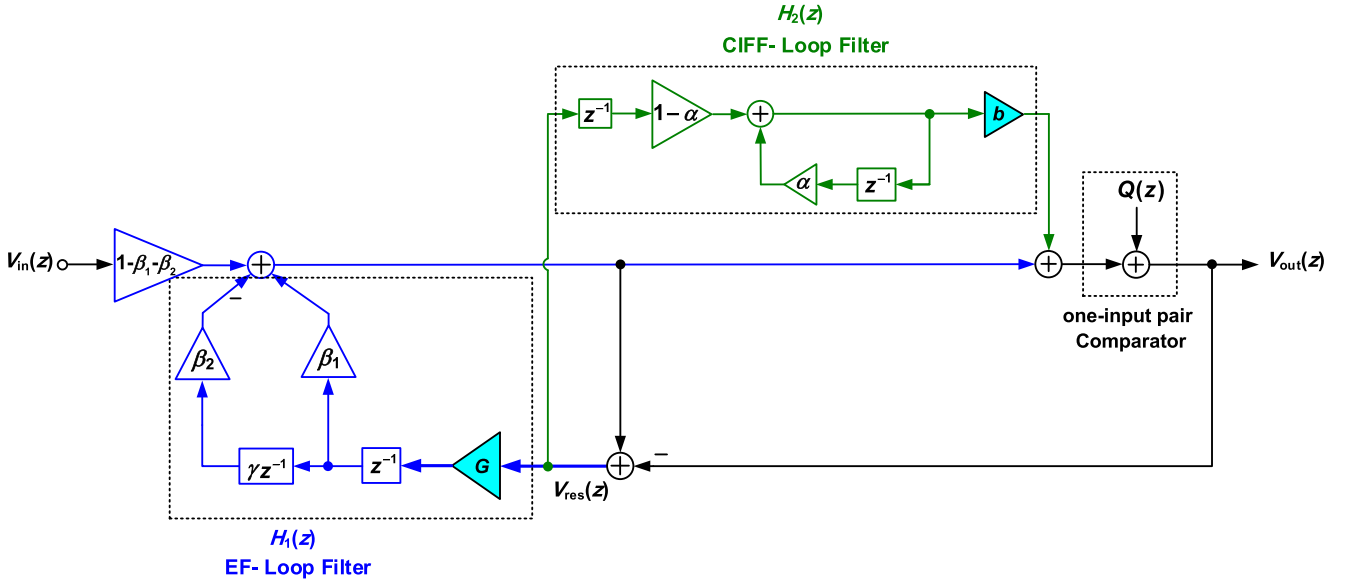 H₂(z)
CIFF- Loop Filter
z⁻¹
1 – α
+
b
α
z⁻¹
Q(z)
Vin(z)
1-β₁-β₂
+
+
+
Vout(z)
–
one-input pair
Comparator
β₂
β₁
γz⁻¹
z⁻¹
G
+
–
Vres(z)
H₁(z)
EF- Loop Filter